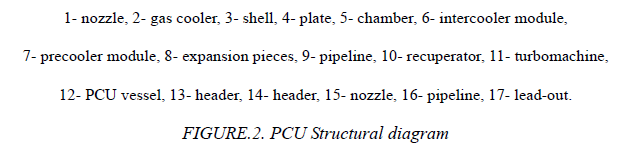 1- nozzle, 2- gas cooler, 3- shell, 4- plate, 5- chamber, 6- intercooler module,
7- precooler module, 8- expansion pieces, 9- pipeline, 10- recuperator, 11- turbomachine,
12- PCU vessel, 13- header, 14- header, 15- nozzle, 16- pipeline, 17- lead-out.
FIGURE.2. PCU Structural diagram